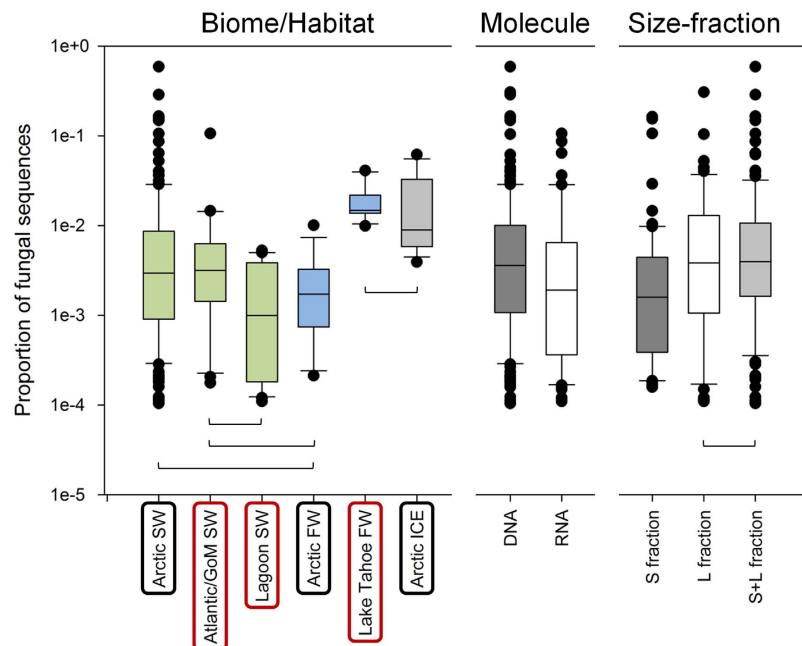 Biome/Habitat
Molecule
Size-fraction
Proportion of fungal sequences
1e+0
1e-1
1e-2
1e-3
1e-4
1e-5
Arctic SW
Atlantic/GoM SW
Lagoon SW
Arctic FW
Lake Tahoe FW
Arctic ICE
DNA
RNA
S fraction
L fraction
S+L fraction